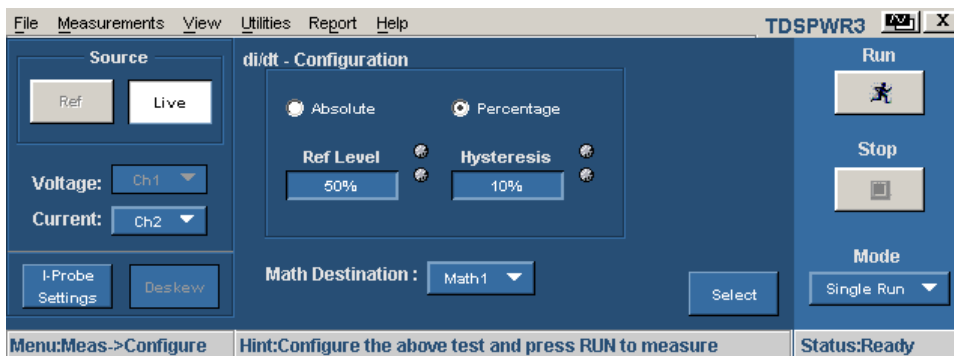 File Measurements View Utilities Report Help TDSPWR3 X
Source
Ref Live
Voltage: Ch1
Current: Ch2
I-Probe Settings
Deskew
di/dt - Configuration
Absolute Percentage
Ref Level Hysteresis
50% 10%
Math Destination : Math1
Select
Run
Stop
Mode
Single Run
Menu:Meas->Configure Hint:Configure the above test and press RUN to measure Status:Ready